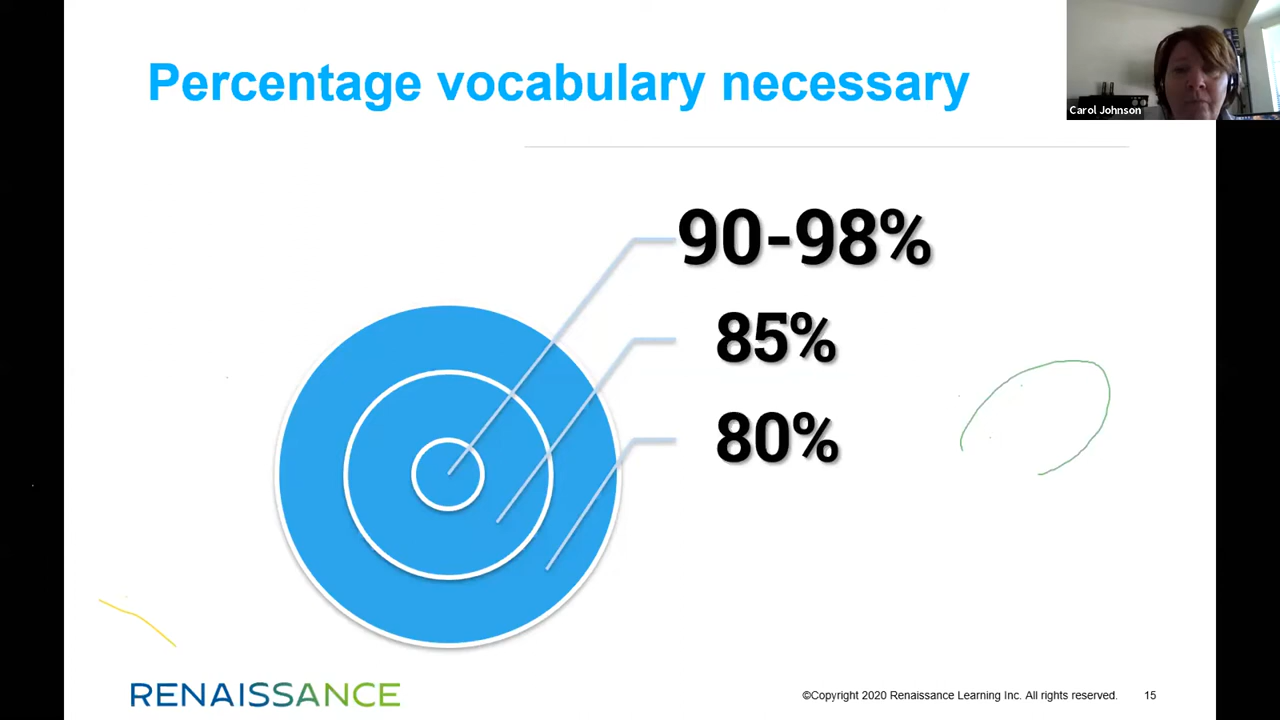 Percentage vocabulary necessary
Carol Johnson
90-98%
85%
80%
RENAISSANCE
©Copyright 2020 Renaissance Learning Inc. All rights reserved.
15